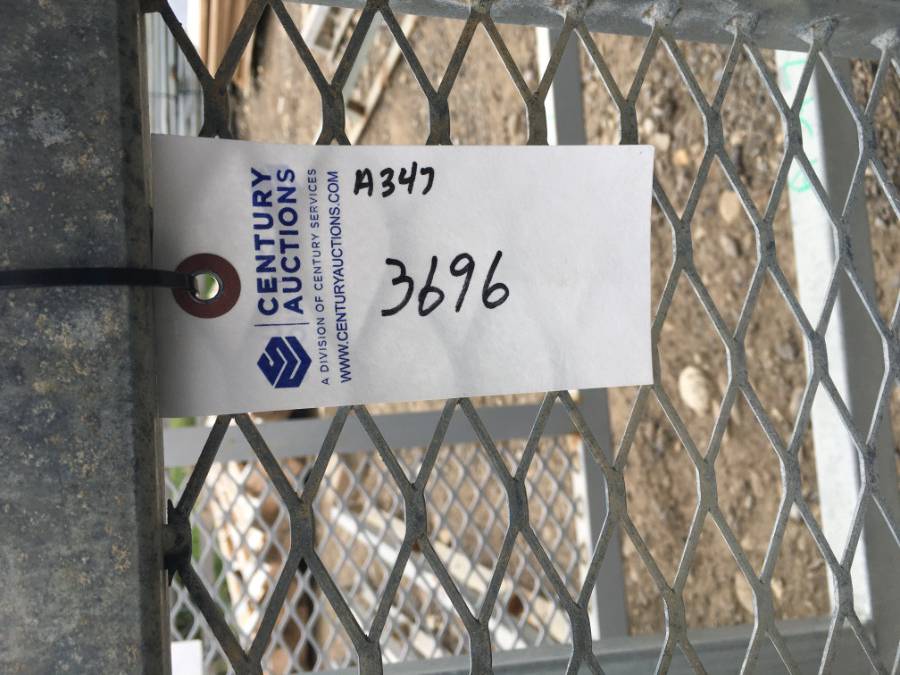 CENTURY
AUCTIONS
A DIVISION OF CENTURY SERVICES
WWW.CENTURYAUCTIONS.COM
A347
3696